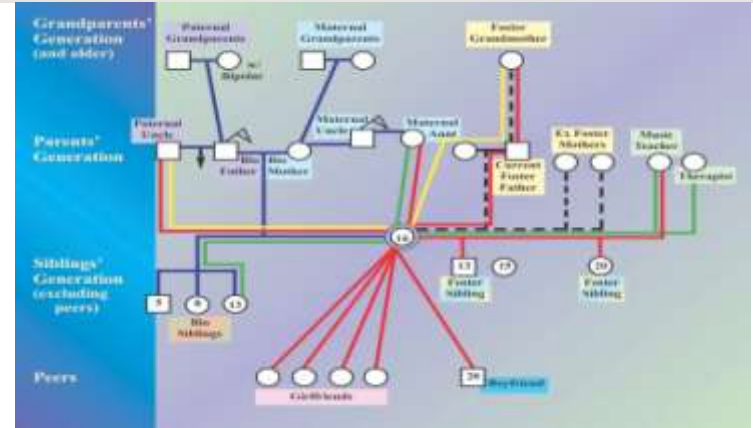 Grandparents'
Generation
(and older)
Paternal
Grandparents
Maternal
Grandparents
Foster
Grandmother
w/
Bipolar
Paternal
Uncle
Maternal
Uncle
Maternal
Aunt
Ex Foster
Mothers
Music
Teacher
Parents'
Generation
Bio
Father
Bio
Mother
Current
Foster
Father
Therapist
16
Siblings'
Generation
(excluding
peers)
5
13
Bio
Siblings
13
Foster
Sibling
20
Foster
Sibling
Peers
Girlfriends
20
Boyfriend